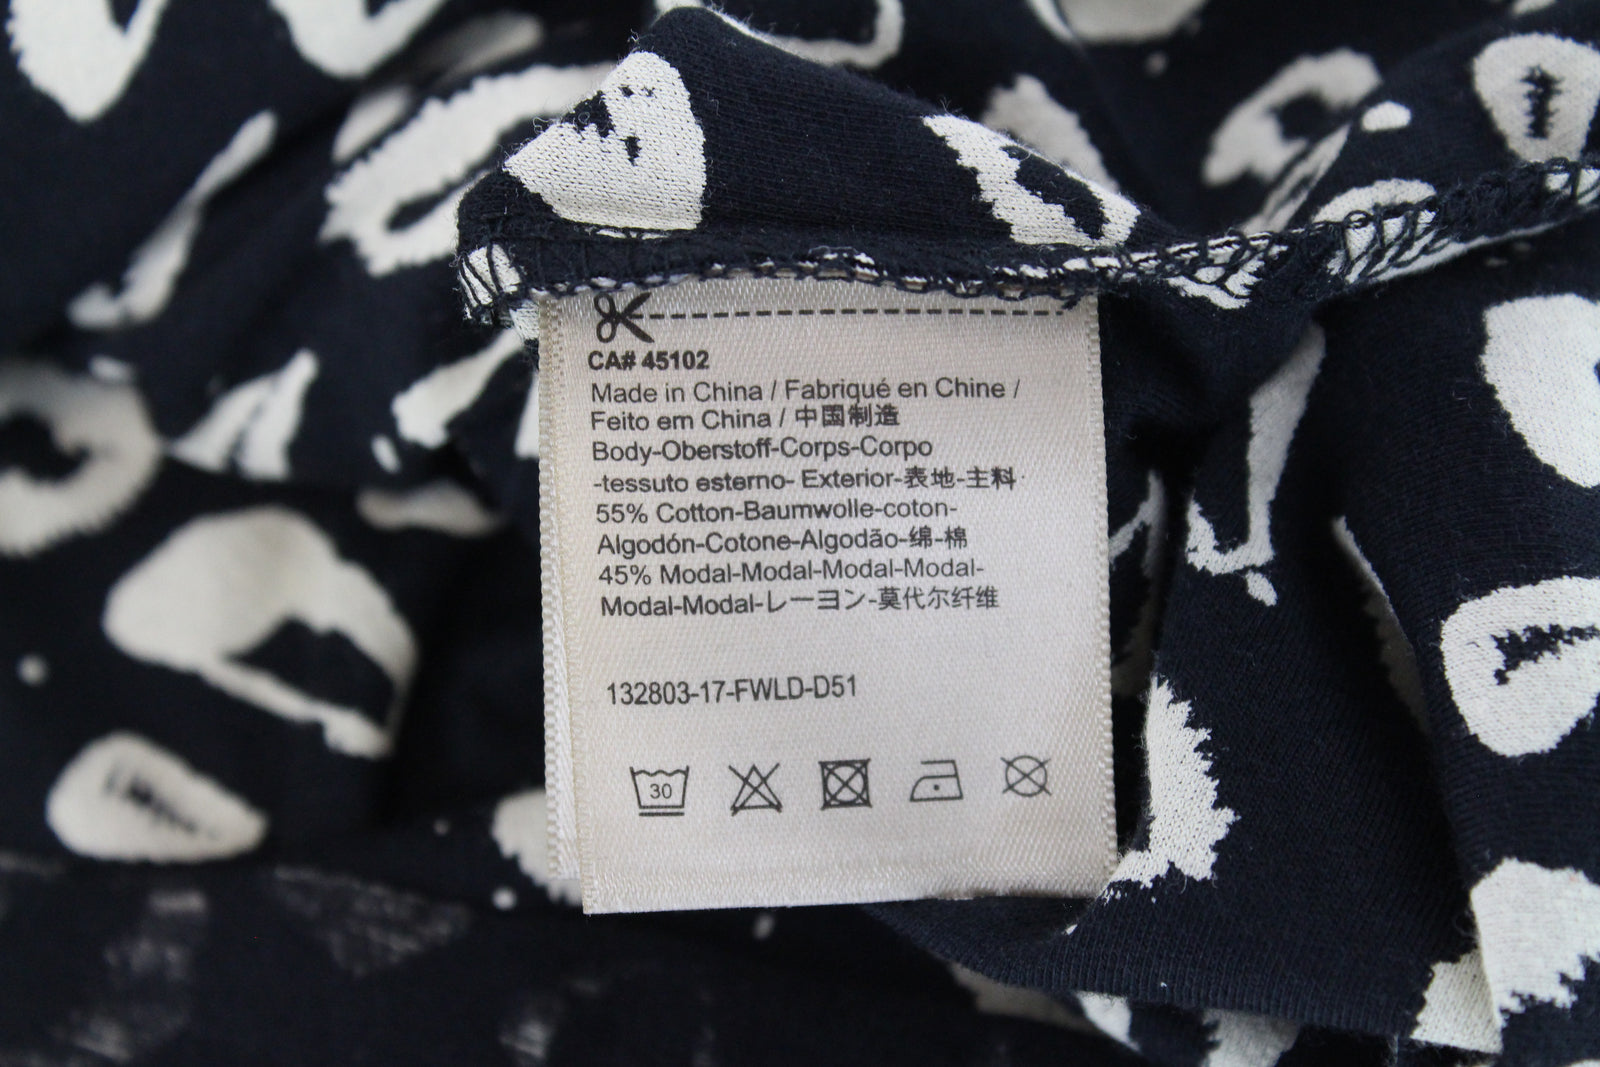 CA# 45102
Made in China / Fabriqué en Chine /
Feito em China / 中国制造
Body-Oberstoff-Corps-Corpo
-tessuto esterno- Exterior-表地-主料
55% Cotton-Baumwolle-coton-
Algodón-Cotone-Algodão-绵-棉
45% Modal-Modal-Modal-Modal-
Modal-Modal-レーヨン-莫代尔纤维
132803-17-FWLD-D51
30